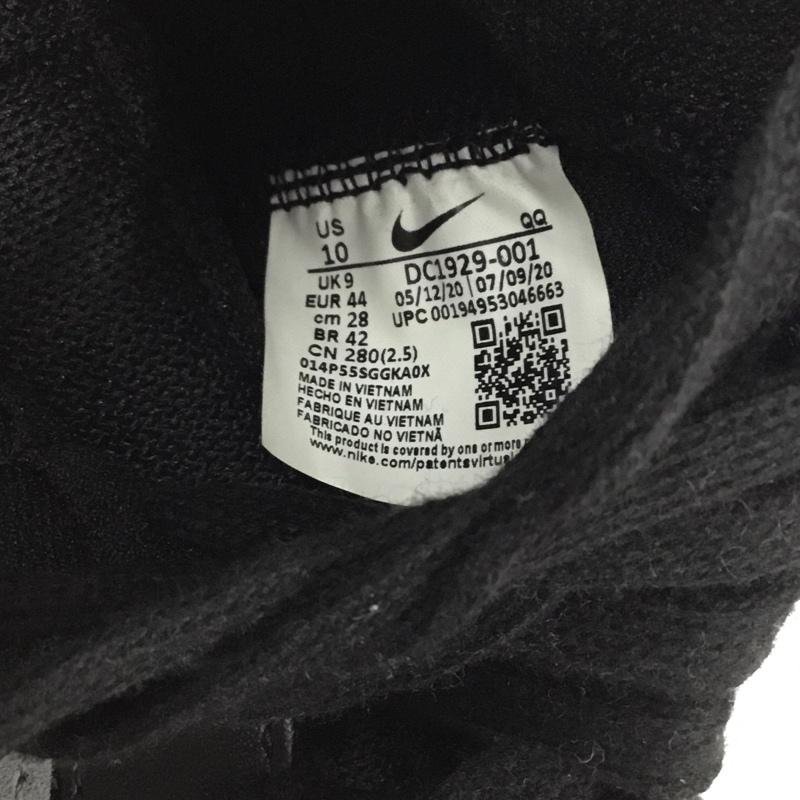 US
10
QQ
UK 9
EUR 44
cm 28
BR 42
CN 280(2.5)
DC1929-001
05/12/20 | 07/09/20
UPC 00194953046663
014P55SGGKA0X
MADE IN VIETNAM
HECHO EN VIETNAM
FABRIQUE AU VIETNAM
FABRICADO NO VIETNÃ
This product is covered by one or more
www.nike.com/patentsvirtual